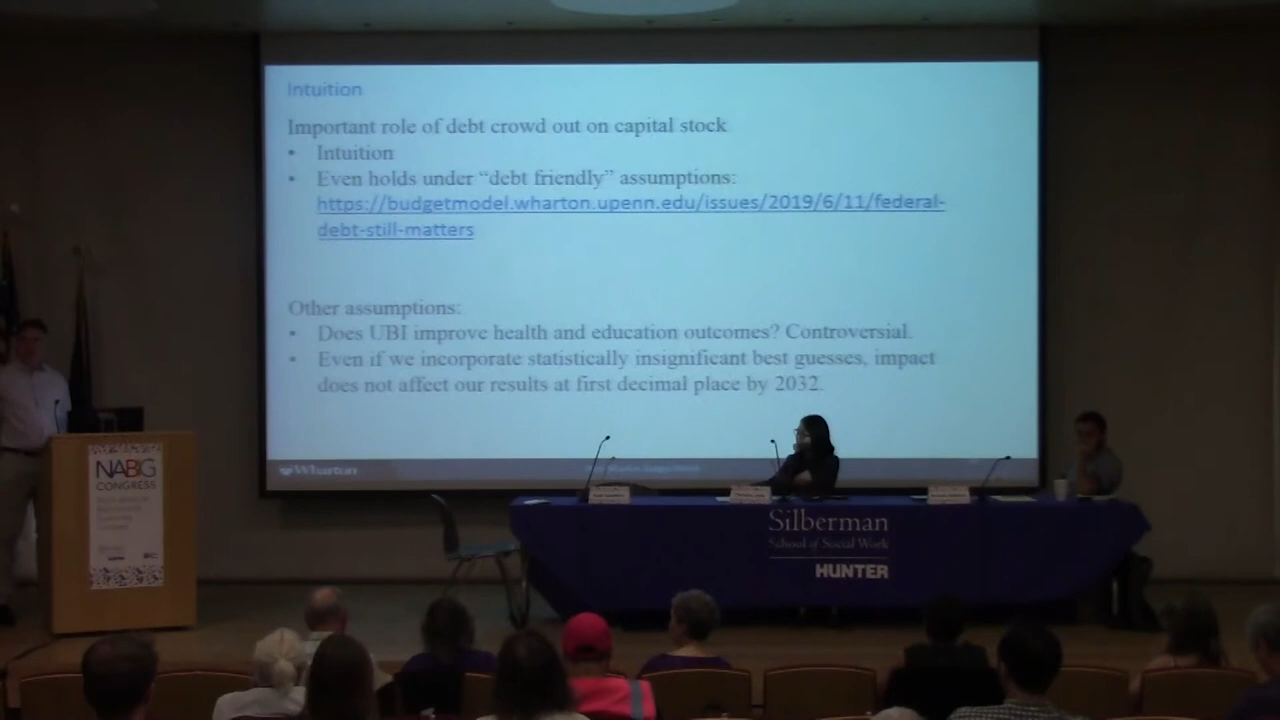 Intuition
Important role of debt crowd out on capital stock
• Intuition
• Even holds under “debt friendly” assumptions:
https://budgetmodel.wharton.upenn.edu/issues/2019/6/11/federal-
debt-still-matters
Other assumptions:
• Does UBI improve health and education outcomes? Controversial.
• Even if we incorporate statistically insignificant best guesses, impact
does not affect our results at first decimal place by 2032.
Wharton
NABIG
CONGRESS
Silberman
School of Social Work
HUNTER